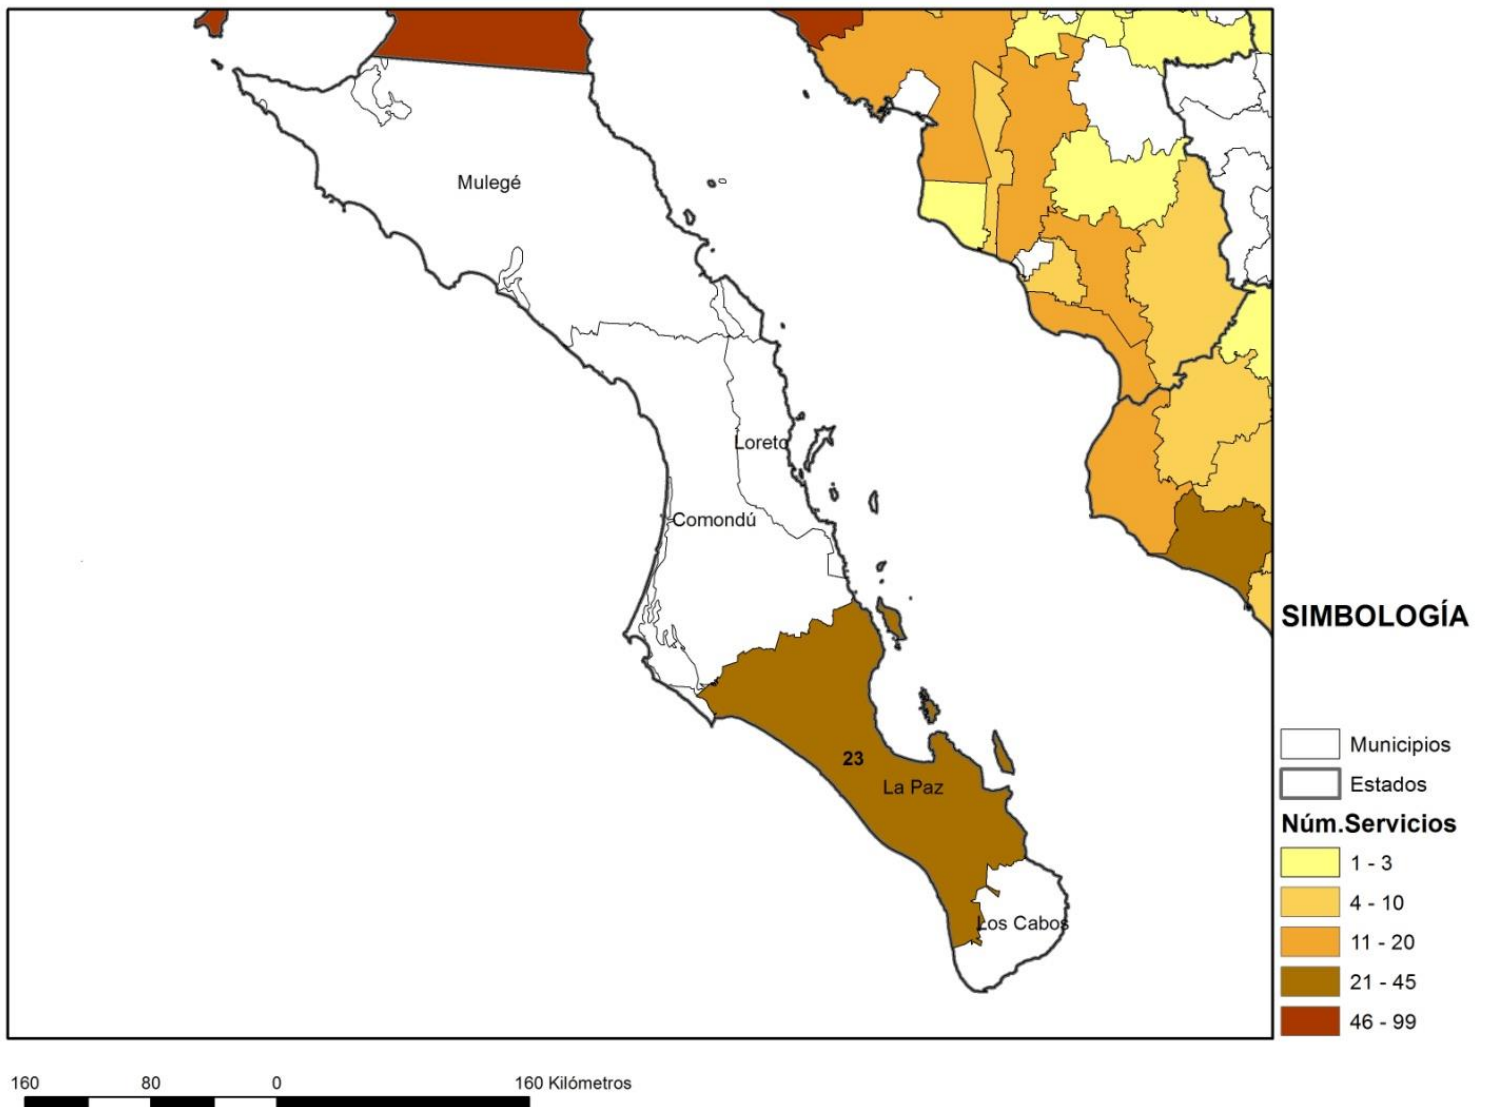 Mulegé
Loreto
Comondú
23
La Paz
Los Cabos
SIMBOLOGÍA
Municipios
Estados
Núm.Servicios
1 - 3
4 - 10
11 - 20
21 - 45
46 - 99
160 80 0 160 Kilómetros